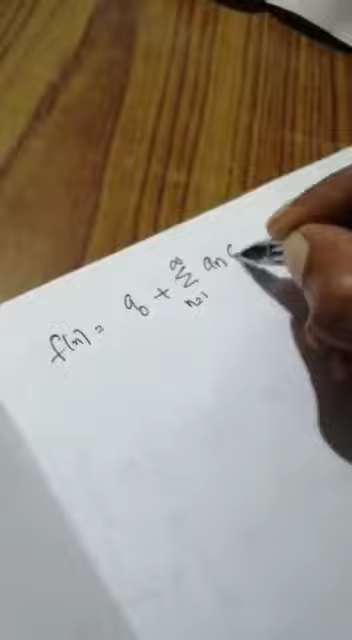 f(x) = a₀ + ∞∑n=1 an c